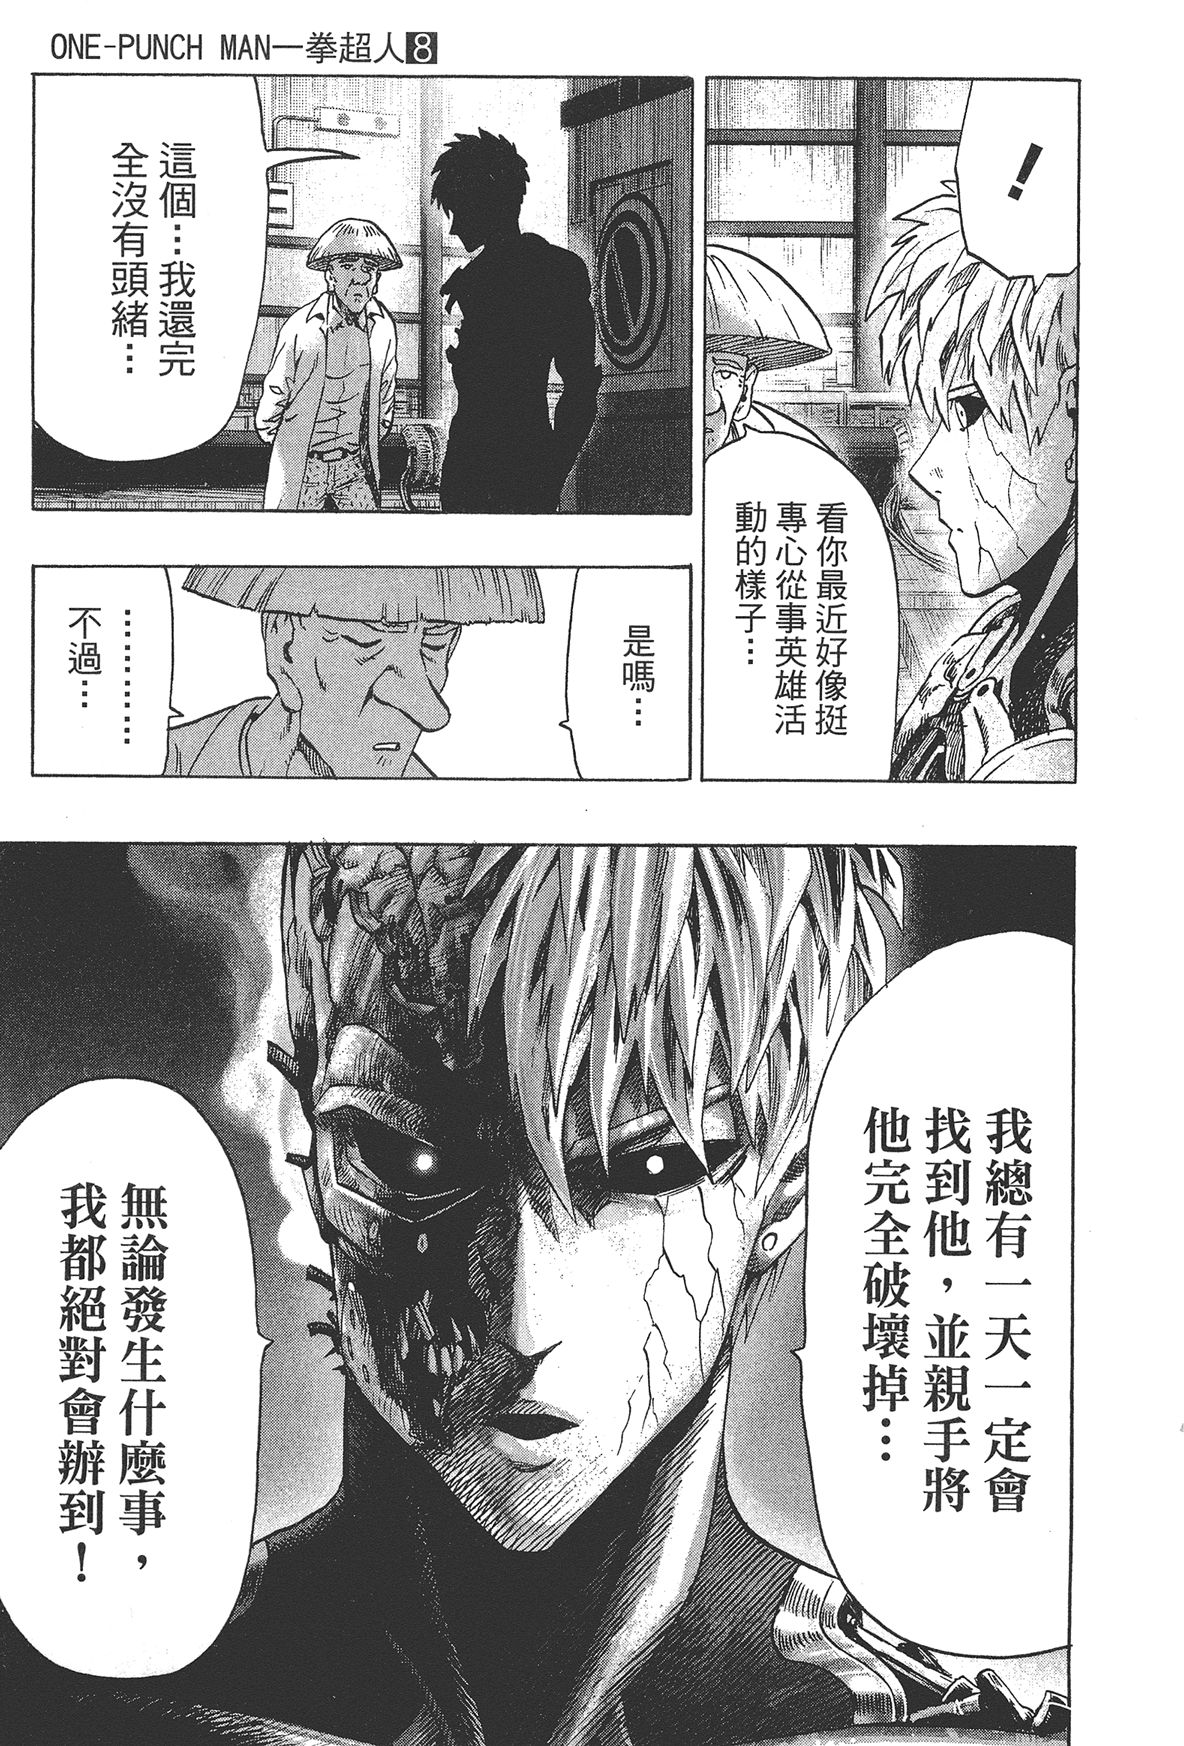 ONE-PUNCH MAN一拳超人8
！
看你最近好像挺
專心從事英雄活
動的樣子…
這個…我還完
全沒有頭緒…
是嗎…
…………
不過…
我總有一天一定會
找到他，並親手將
他完全破壞掉…
無論發生什麼事，
我都絕對會辦到！